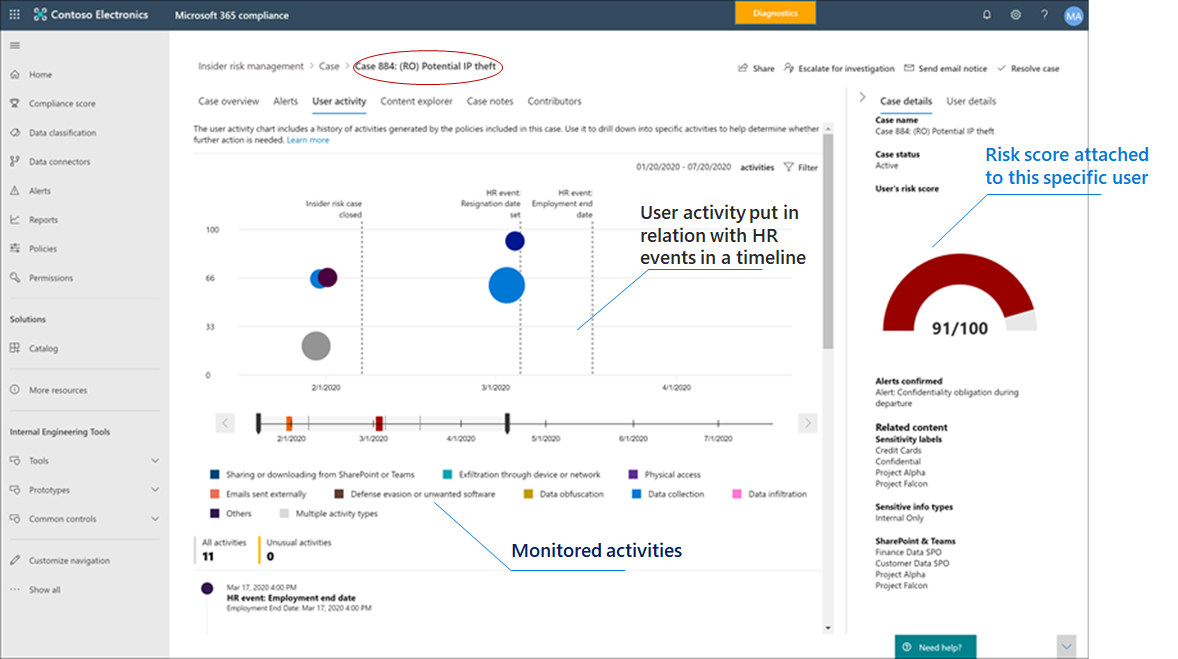 Contoso Electronics
Microsoft 365 compliance
Diagnostics
?
MA
Home
Compliance score
Data classification
Data connectors
Alerts
Reports
Policies
Permissions
Solutions
Catalog
More resources
Internal Engineering Tools
Tools
Prototypes
Common controls
Customize navigation
Show all
Insider risk management > Case > Case 884: (RO) Potential IP theft
Share
Escalate for investigation
Send email notice
Resolve case
Case overview
Alerts
User activity
Content explorer
Case notes
Contributors
The user activity chart includes a history of activities generated by the policies included in this case. Use it to drill down into specific activities to help determine whether
further action is needed. Learn more
01/20/2020 - 07/20/2020 activities Filter
Insider risk case
closed
HR event:
Resignation date
set
HR event:
Employment end
date
100
66
33
0
2/1/2020
3/1/2020
4/1/2020
User activity put in
relation with HR
events in a timeline
2/1/2020
3/1/2020
4/1/2020
5/1/2020
6/1/2020
7/1/2020
Sharing or downloading from SharePoint or Teams
Exfiltration through device or network
Physical access
Emails sent externally
Defense evasion or unwanted software
Data obfuscation
Data collection
Data infiltration
Others
Multiple activity types
Monitored activities
All activities
11
Unusual activities
0
Mar 17, 2020 4:00 PM
HR event: Employment end date
Employment End Date: Mar 17, 2020 4:00 PM
Case details
User details
Case name
Case 884: (RO) Potential IP theft
Case status
Active
User's risk score
Risk score attached
to this specific user
91/100
Alerts confirmed
Alert: Confidentiality obligation during
departure
Related content
Sensitivity labels
Credit Cards
Confidential
Project Alpha
Project Falcon
Sensitive info types
Internal Only
SharePoint & Teams
Finance Data SPO
Customer Data SPO
Project Alpha
Project Falcon
Need help?